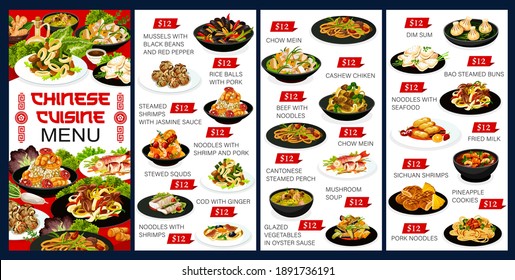 CHINESE
CUISINE
MENU
MUSSELS WITH
BLACK BEANS
AND RED PEPPER
$12
$12
RICE BALLS
WITH PORK
STEAMED
SHRIMPS
WITH JASMINE SAUCE
$12
$12
NOODLES WITH
SHRIMP AND PORK
STEWED SQUDS
$12
$12
COD WITH GINGER
NOODLES WITH
SHRIMPS
$12
$12
CHOW MEIN
$12
$12
CASHEW CHIKEN
BEEF WITH
NOODLES
$12
$12
CHOW MEIN
CANTONESE
STEAMED PERCH
$12
$12
MUSHROOM
SOUP
GLAZED
VEGETABLES
IN OYSTER SAUSE
$12
$12
DIM SUM
$12
BAO STEAMED BUNS
$12
NOODLES WITH
SEAFOOD
$12
$12
FRIED MILK
SICHUAN SHRIMPS
$12
$12
PINEAPPLE
COOKIES
PORK NOODLES
$12
$12
shutterstock
IMAGE ID: 1891736191
www.shutterstock.com